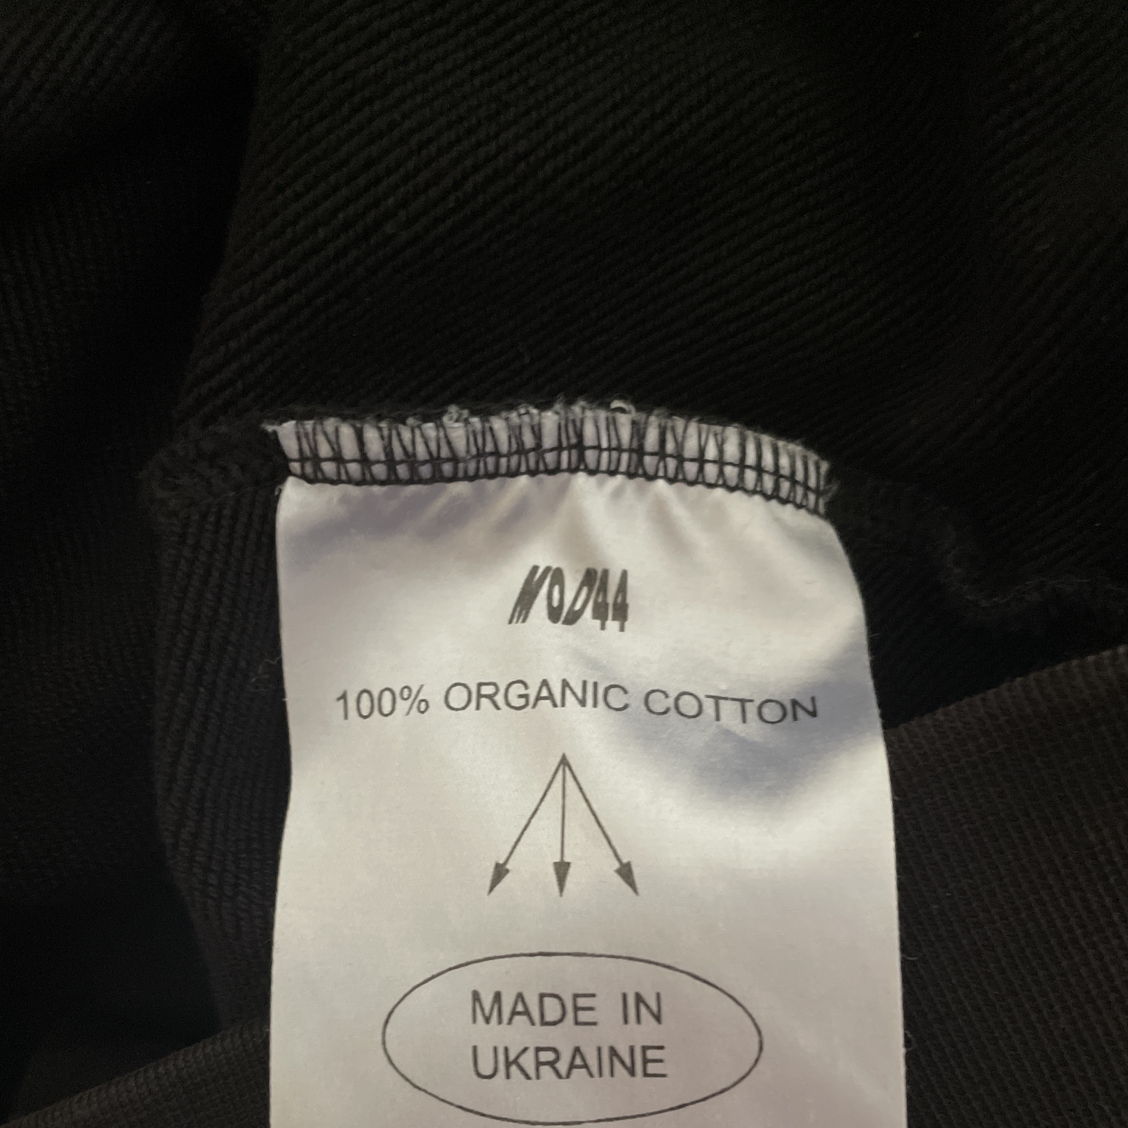 MOD44
100% ORGANIC COTTON
MADE IN
UKRAINE